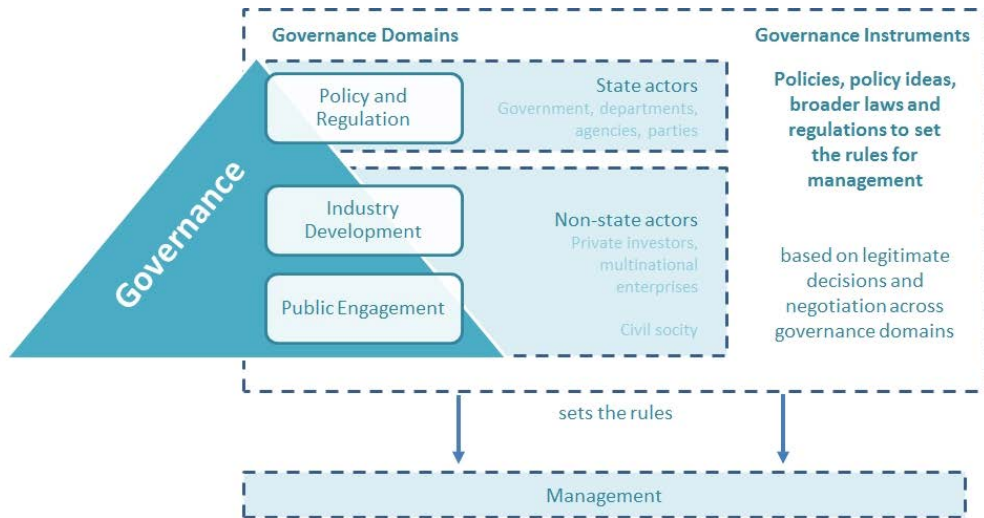 Governance Domains
Governance Instruments
Governance
Policy and
Regulation
State actors
Government, departments,
agencies, parties
Policies, policy ideas,
broader laws and
regulations to set
the rules for
management
Industry
Development
Non-state actors
Private investors,
multinational
enterprises
Public Engagement
Civil socity
based on legitimate
decisions and
negotiation across
governance domains
sets the rules
Management